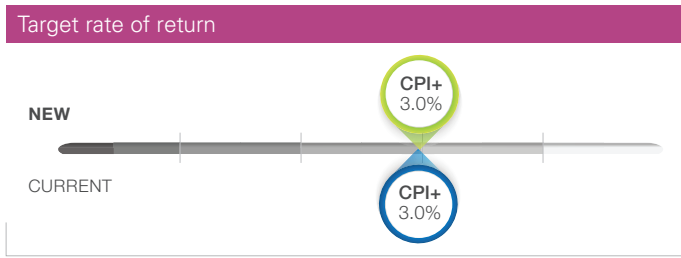 Target rate of return
CPI+
3.0%
NEW
CURRENT
CPI+
3.0%